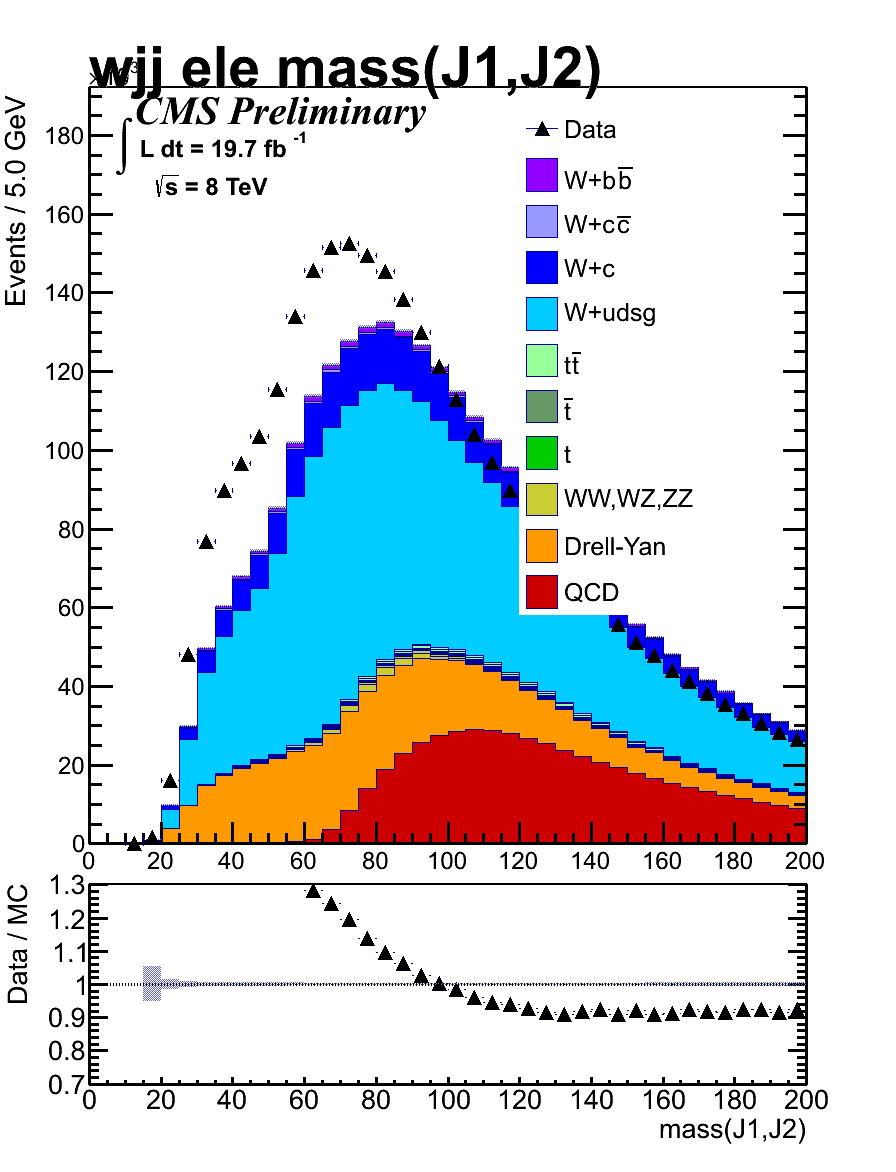 wjj ele mass(J1,J2)
×10³
CMS Preliminary
∫ L dt = 19.7 fb⁻¹
√s = 8 TeV
Events / 5.0 GeV
180
160
140
120
100
80
60
40
20
0
Data
W+bb̅
W+cc̅
W+c
W+udsg
tt̅
t̅
t
WW,WZ,ZZ
Drell-Yan
QCD
0 20 40 60 80 100 120 140 160 180 200
Data / MC
1.3
1.2
1.1
1
0.9
0.8
0.7
0 20 40 60 80 100 120 140 160 180 200
mass(J1,J2)